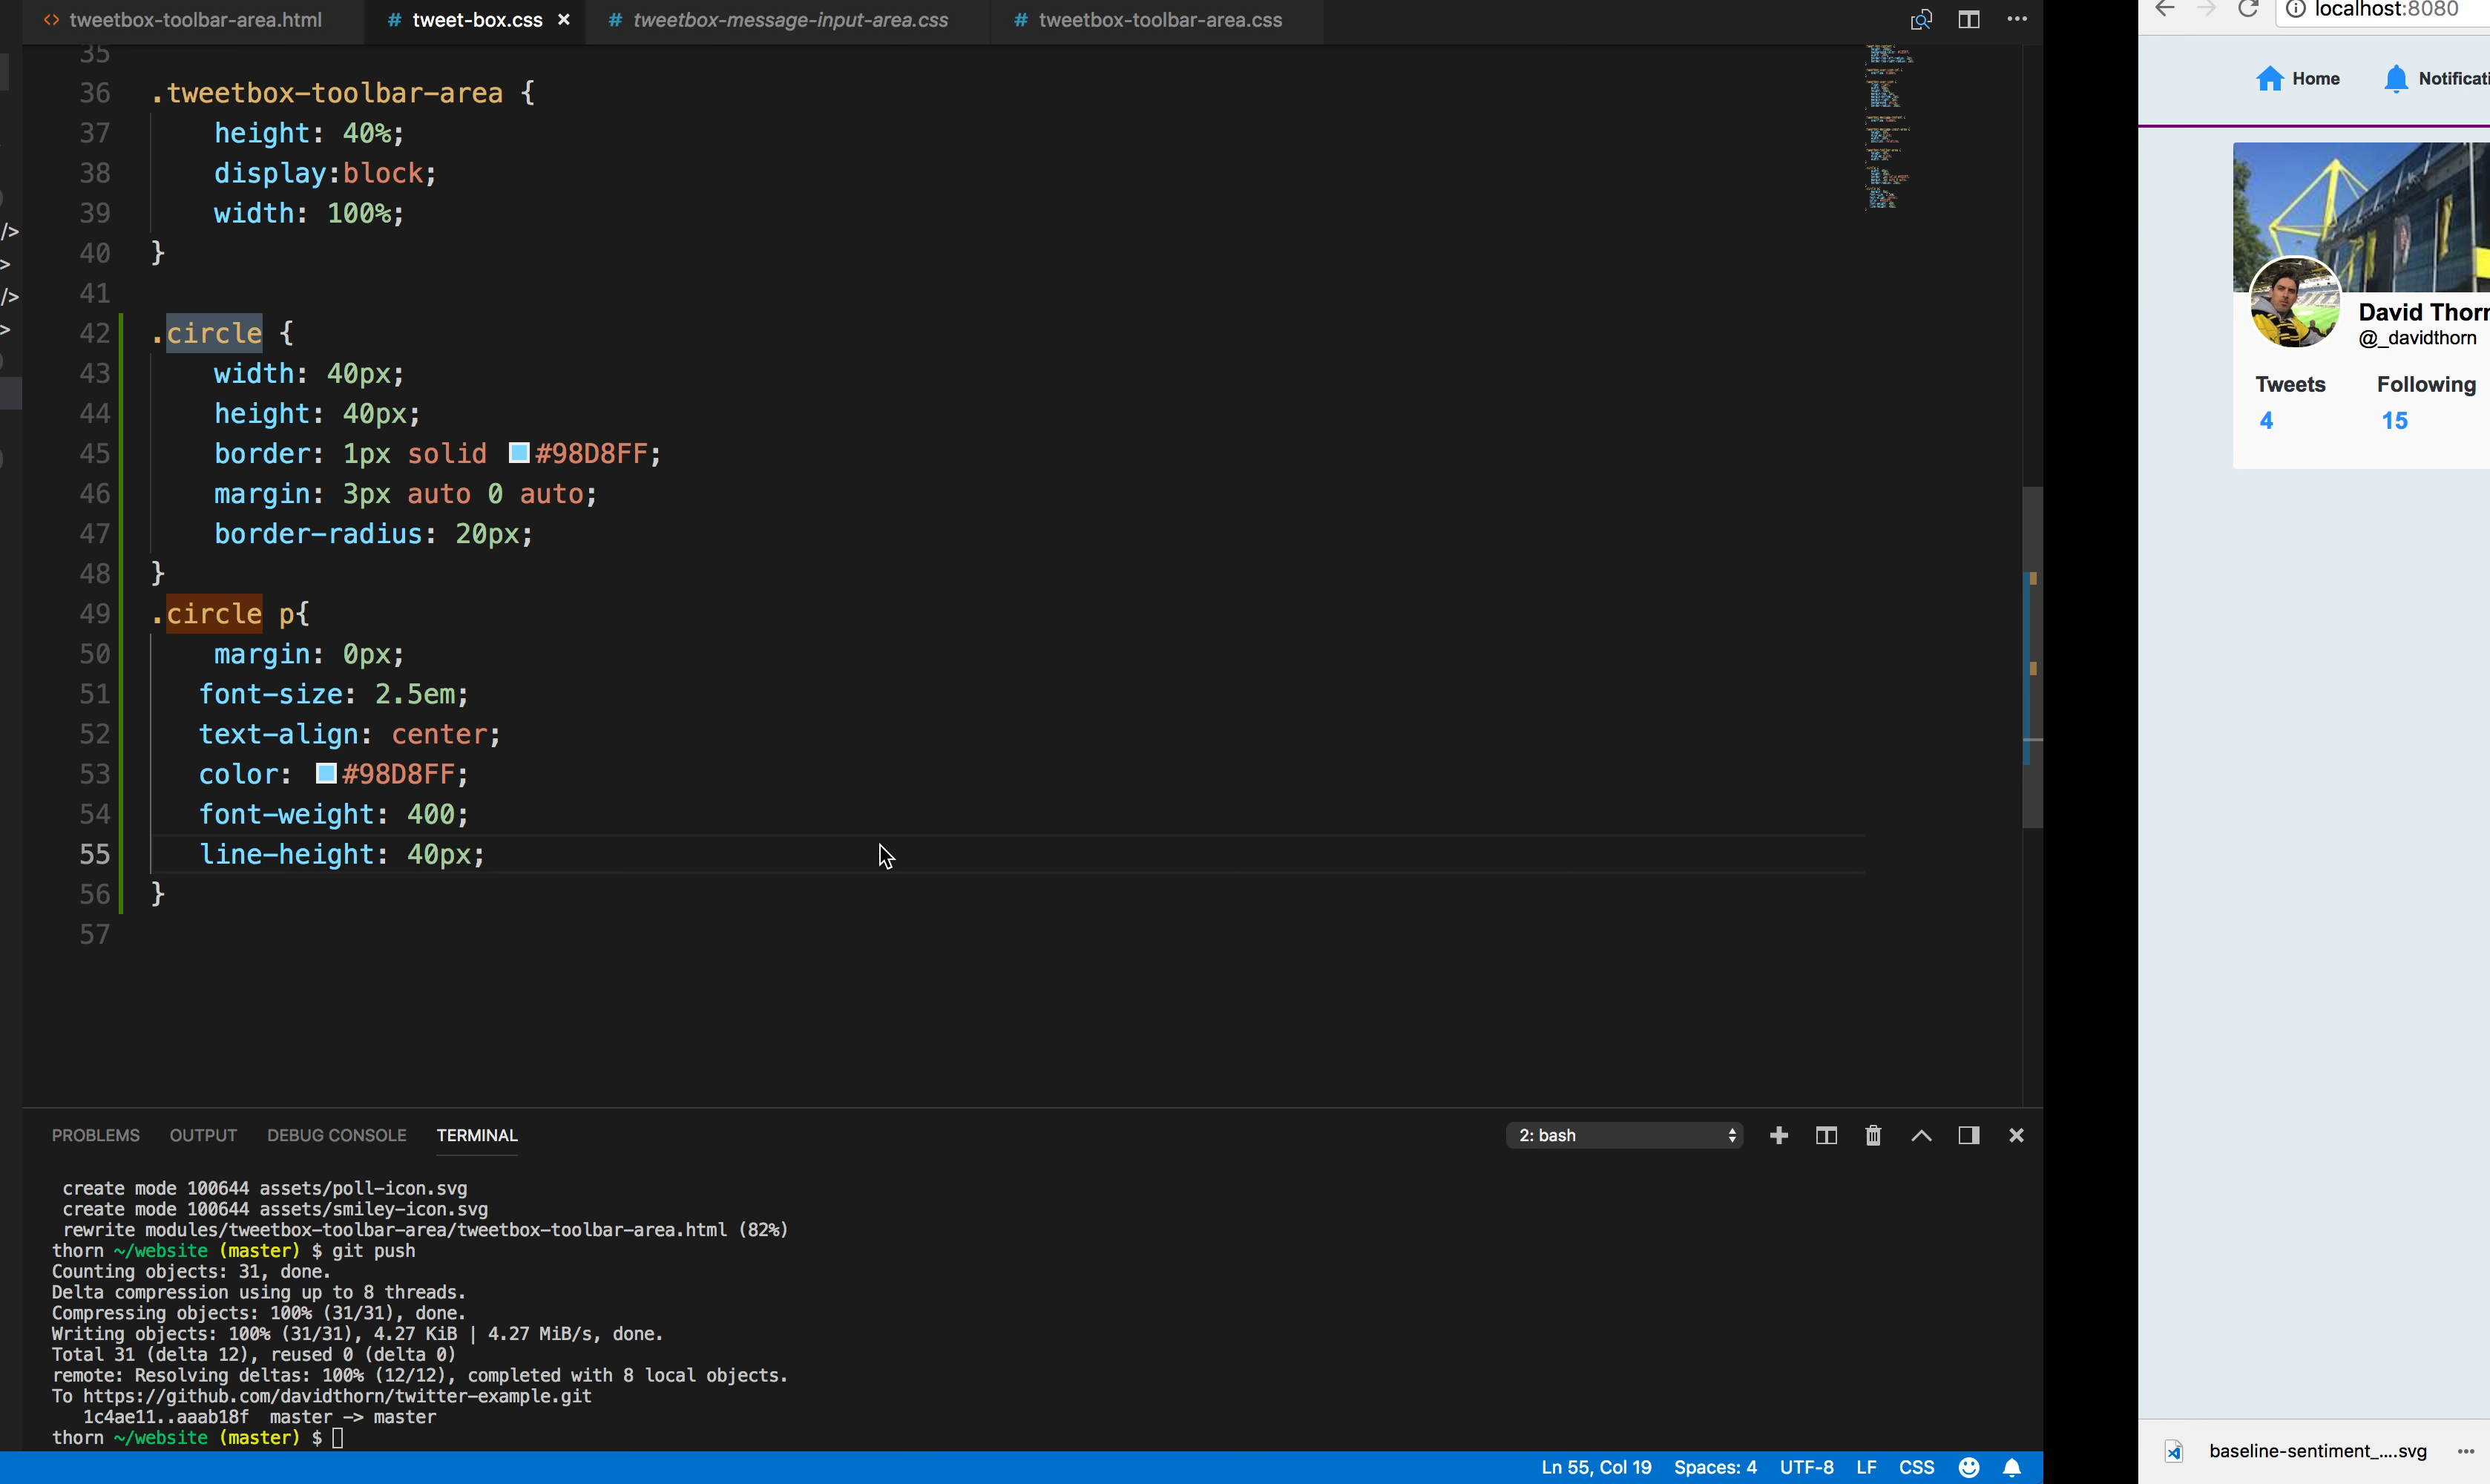 tweetbox-toolbar-area.html
# tweet-box.css
# tweetbox-message-input-area.css
# tweetbox-toolbar-area.css
35
36 .tweetbox-toolbar-area {
37 height: 40%;
38 display:block;
39 width: 100%;
40 }
41
42 .circle {
43 width: 40px;
44 height: 40px;
45 border: 1px solid #98D8FF;
46 margin: 3px auto 0 auto;
47 border-radius: 20px;
48 }
49 .circle p{
50 margin: 0px;
51 font-size: 2.5em;
52 text-align: center;
53 color: #98D8FF;
54 font-weight: 400;
55 line-height: 40px;
56 }
57
PROBLEMS OUTPUT DEBUG CONSOLE TERMINAL
2: bash
create mode 100644 assets/poll-icon.svg
create mode 100644 assets/smiley-icon.svg
rewrite modules/tweetbox-toolbar-area/tweetbox-toolbar-area.html (82%)
thorn ~/website (master) $ git push
Counting objects: 31, done.
Delta compression using up to 8 threads.
Compressing objects: 100% (31/31), done.
Writing objects: 100% (31/31), 4.27 KiB | 4.27 MiB/s, done.
Total 31 (delta 12), reused 0 (delta 0)
remote: Resolving deltas: 100% (12/12), completed with 8 local objects.
To https://github.com/davidthorn/twitter-example.git
1c4ae11..aaab18f master -> master
thorn ~/website (master) $
Ln 55, Col 19 Spaces: 4 UTF-8 LF CSS
localhost:8080
Home Notificati
David Thorn
@_davidthorn
Tweets Following
4 15
baseline-sentiment_....svg